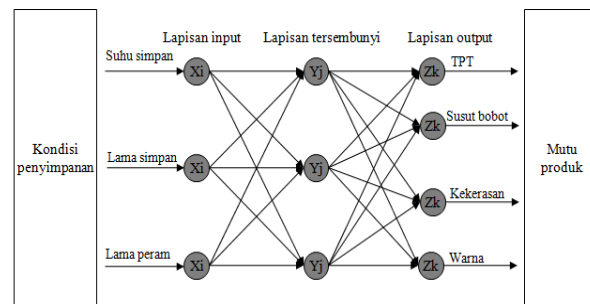 Lapisan input
Lapisan tersembunyi
Lapisan output
Suhu simpan
Xi
Yj
Zk
TPT
Zk
Susut bobot
Kondisi
penyimpanan
Lama simpan
Xi
Yj
Mutu
produk
Zk
Kekerasan
Lama peram
Xi
Yj
Zk
Warna